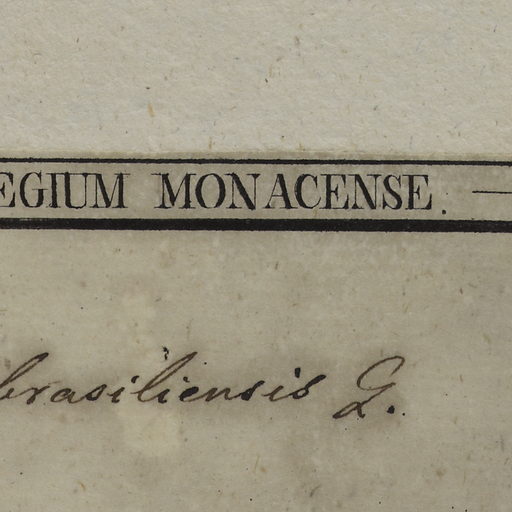 EGIUM MONACENSE. —
brasiliensis G.